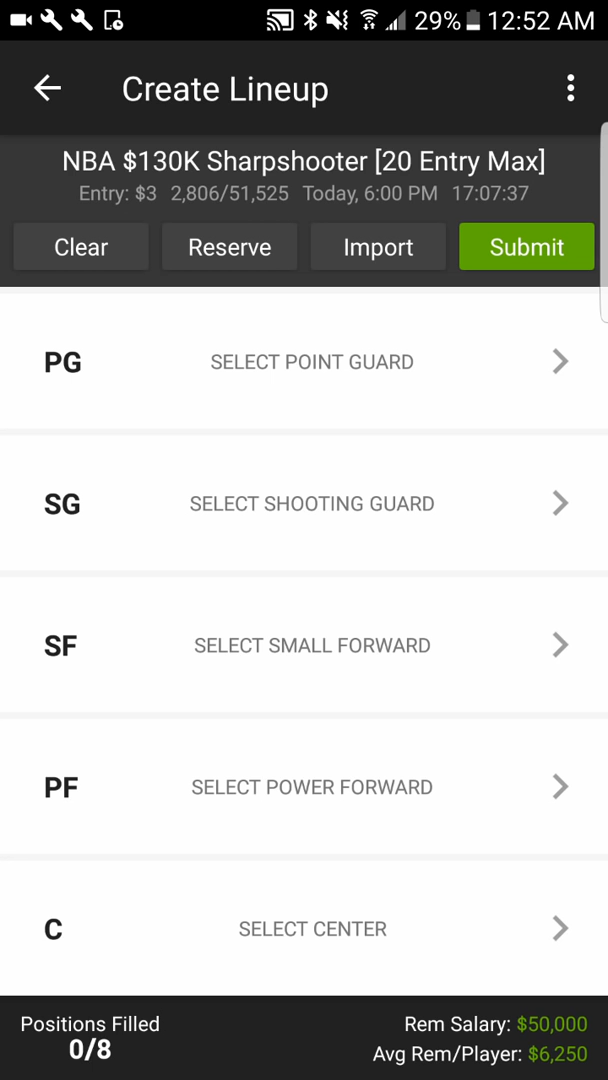 29% 12:52 AM
Create Lineup
NBA $130K Sharpshooter [20 Entry Max]
Entry: $3 2,806/51,525 Today, 6:00 PM 17:07:37
Clear Reserve Import Submit
PG SELECT POINT GUARD
SG SELECT SHOOTING GUARD
SF SELECT SMALL FORWARD
PF SELECT POWER FORWARD
C SELECT CENTER
Positions Filled Rem Salary: $50,000
0/8 Avg Rem/Player: $6,250